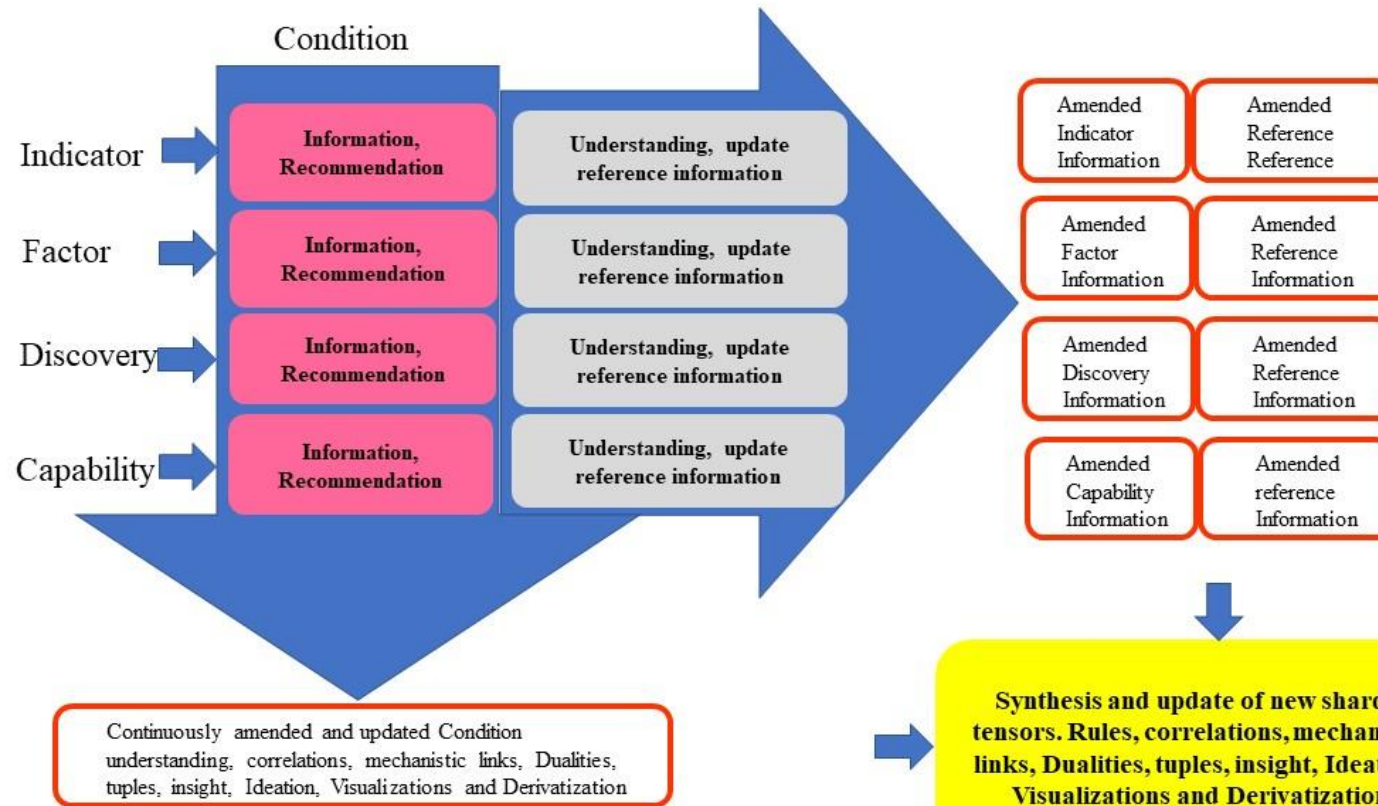 Condition
Indicator
Information,
Recommendation
Understanding, update
reference information
Factor
Information,
Recommendation
Understanding, update
reference information
Discovery
Information,
Recommendation
Understanding, update
reference information
Capability
Information,
Recommendation
Understanding, update
reference information
Amended
Indicator
Information
Amended
Reference
Reference
Amended
Factor
Information
Amended
Reference
Information
Amended
Discovery
Information
Amended
Reference
Information
Amended
Capability
Information
Amended
reference
Information
Continuously amended and updated Condition
understanding, correlations, mechanistic links, Dualities,
tuples, insight, Ideation, Visualizations and Derivatization
Synthesis and update of new
tensors. Rules, correlations,
links, Dualities, tuples, insight,
Visualizations and